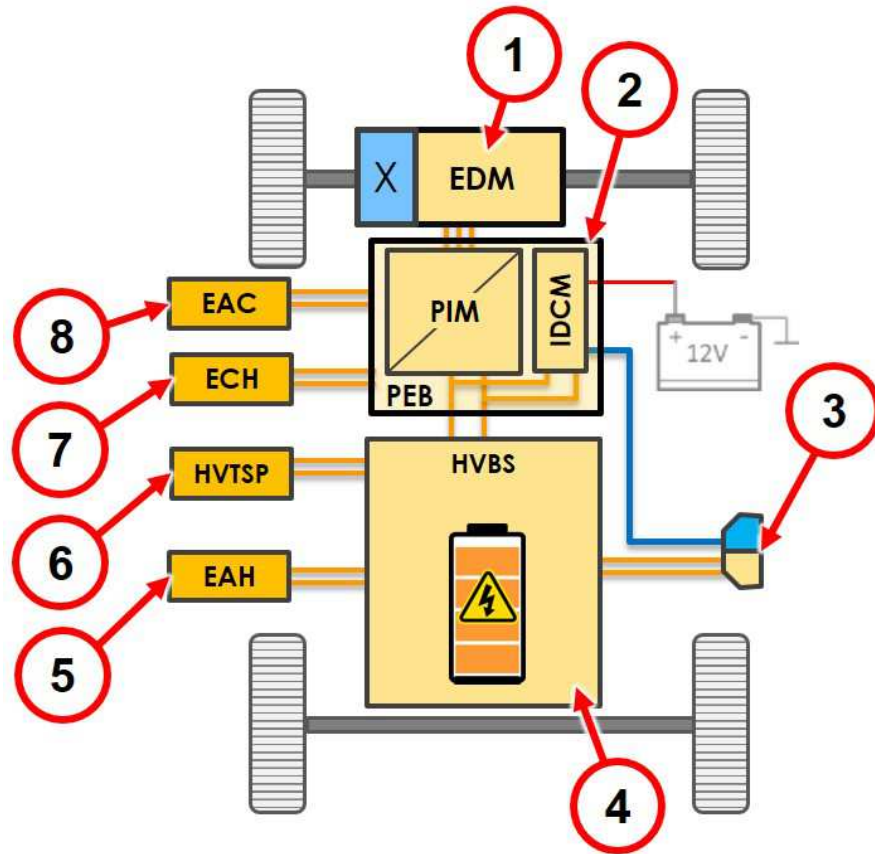 1
2
X
EDM
EAC
PIM
IDCM
+ -
12V
8
ECH
PEB
3
7
HVBS
HVTSP
6
EAH
5
4